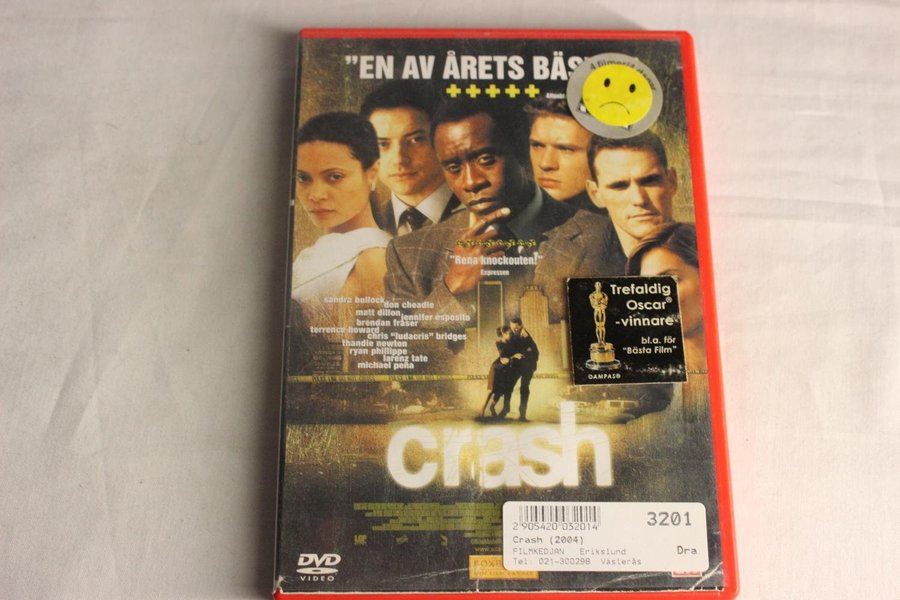 "EN AV ÅRETS BÄS
Rena knockouten!"
Expressen
sandra bullock
don cheadle
matt dillon
jennifer esposito
brendan fraser
terrence howard
chris "ludacris" bridges
thandie newton
ryan phillippe
larenz tate
michael peña
Trefaldig
Oscar®
-vinnare-
bl.a. för
"Bästa Film"
©AMPAS®
crash
2905420 032014
3201
Crash (2004)
FILMKEDJAN Erikslund
Dra
Tel: 021-300298 Västerås
DVD
VIDEO